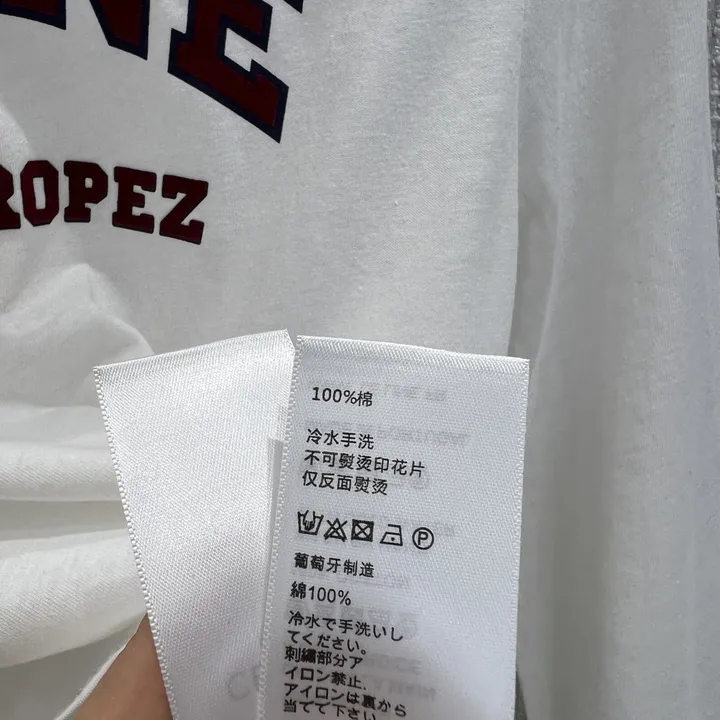 NE
ROPEZ
100%棉
冷水手洗
不可熨烫印花片
仅反面熨烫
葡萄牙制造
綿100%
冷水で手洗いし
てください。
刺繍部分ア
イロン禁止、
アイロンは裏から
当てて下さい